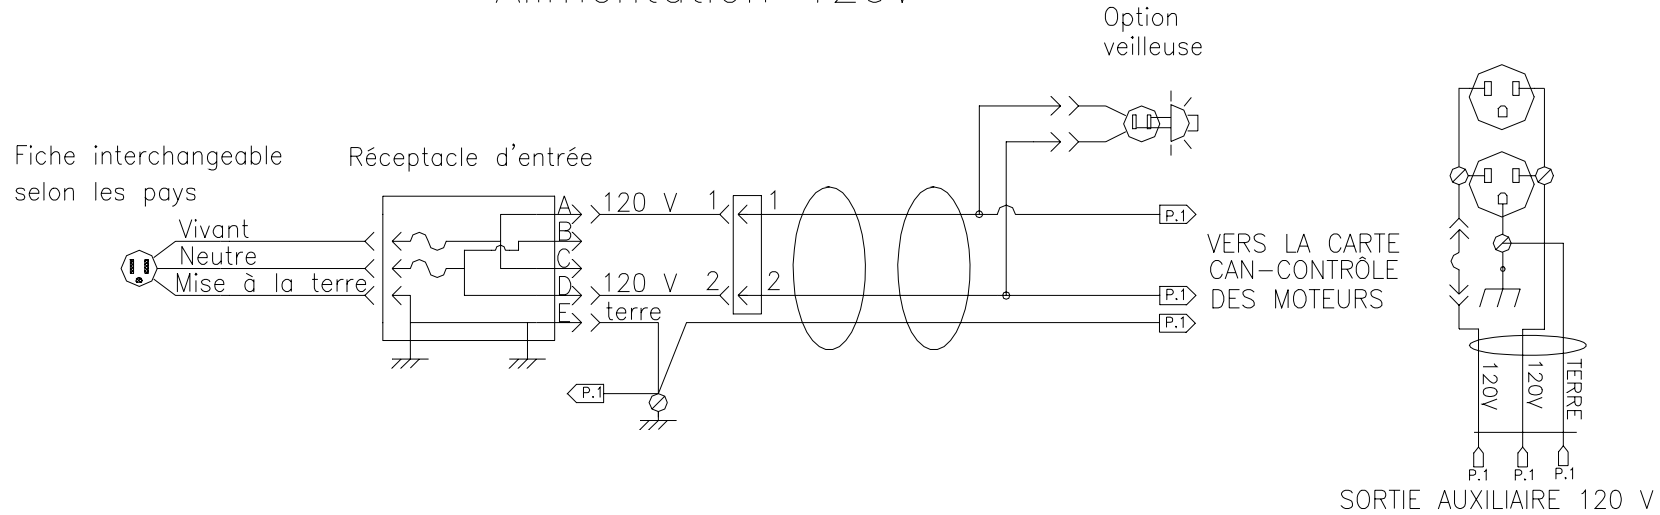 Alimentation 120V
Option
veilleuse
Fiche interchangeable
selon les pays
Réceptacle d'entrée
Vivant
Neutre
Mise à la terre
A
B
C
D
E
120 V
120 V
terre
1
1
2
2
P.1
P.1
P.1
P.1
VERS LA CARTE
CAN-CONTRÔLE
DES MOTEURS
120V
120V
TERRE
P.1
P.1
P.1
SORTIE AUXILIAIRE 120 V